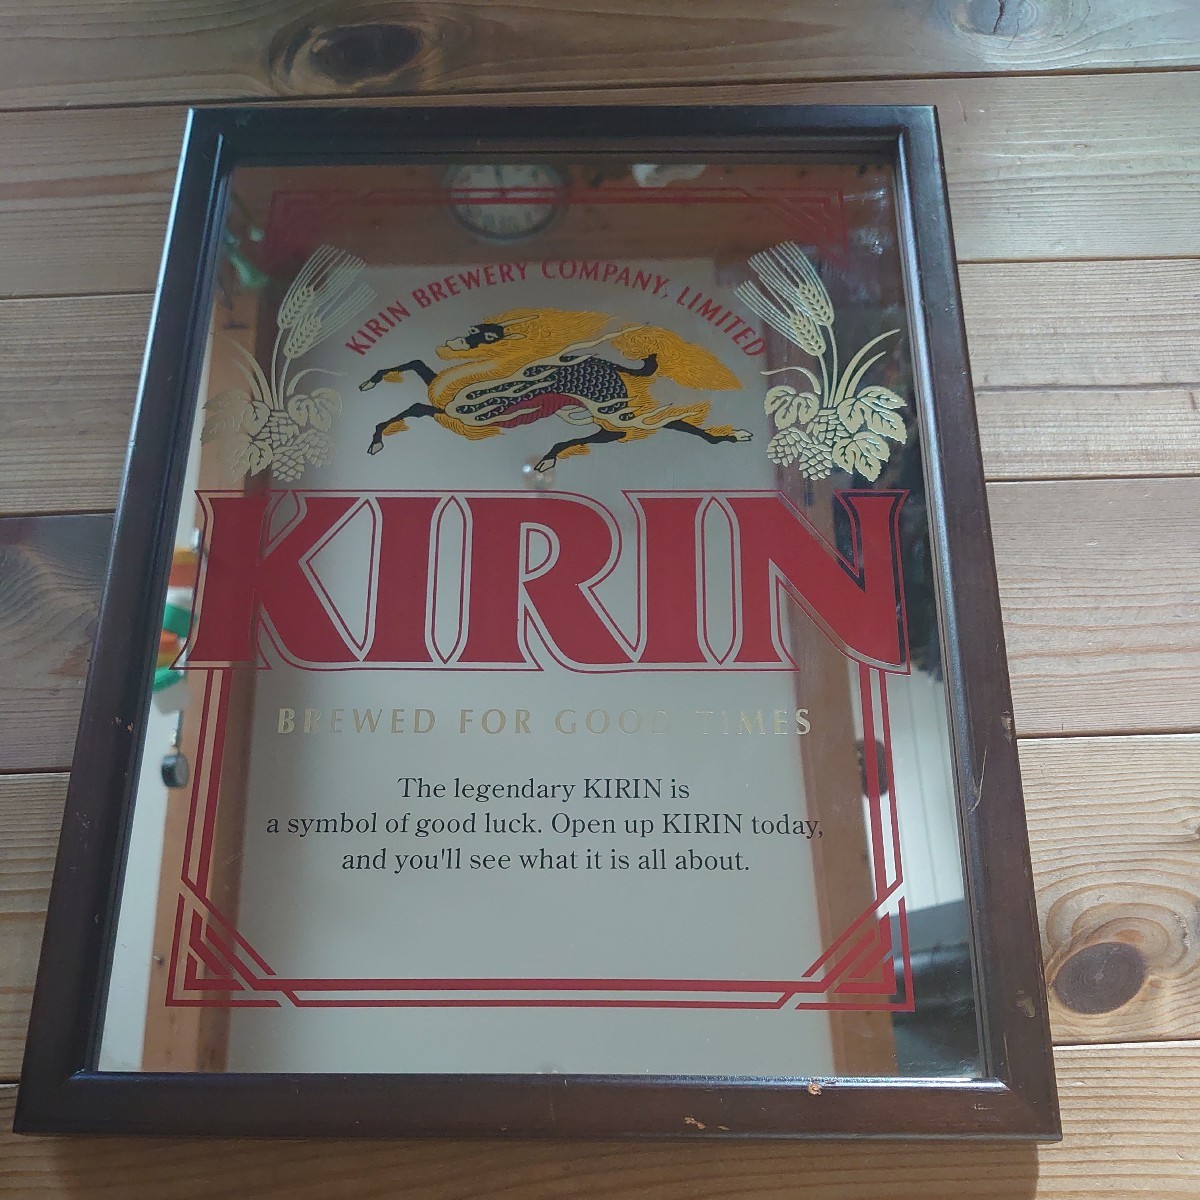 KIRIN BREWERY COMPANY, LIMITED
KIRIN
BREWED FOR GOOD TIMES
The legendary KIRIN is
a symbol of good luck. Open up KIRIN today,
and you'll see what it is all about.